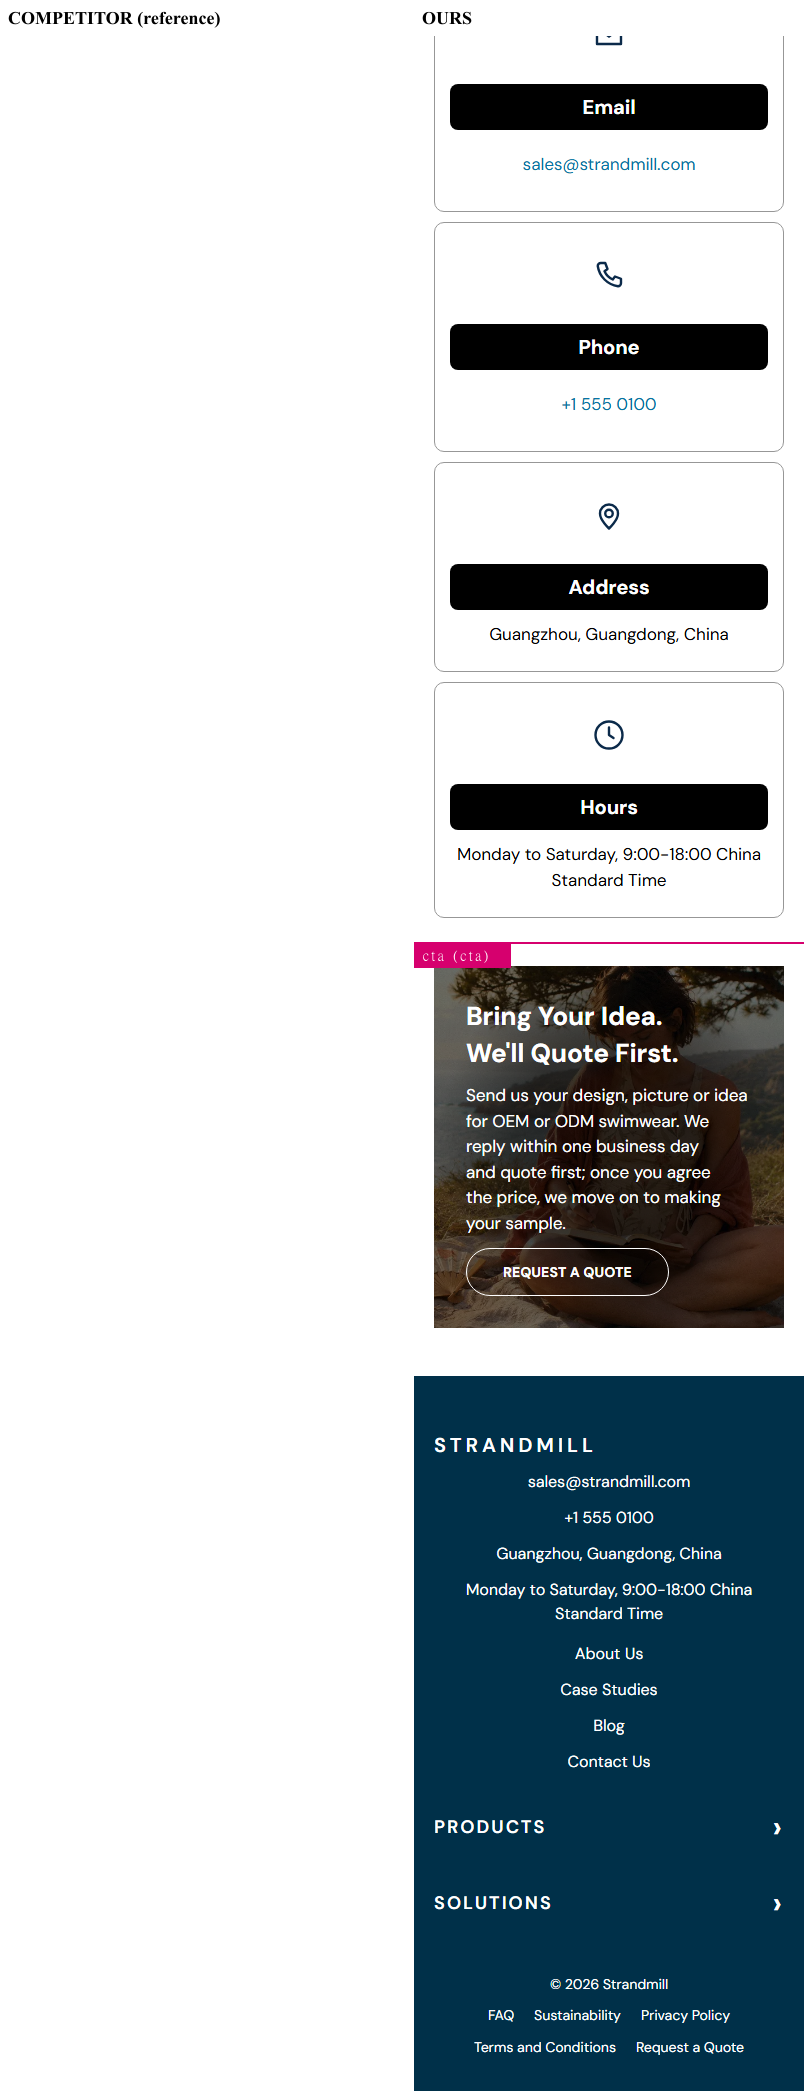 COMPETITOR (reference)
OURS
Email
sales@strandmill.com
Phone
+1 555 0100
Address
Guangzhou, Guangdong, China
Hours
Monday to Saturday, 9:00-18:00 China
Standard Time
cta (cta)
Bring Your Idea.
We'll Quote First.
Send us your design, picture or idea
for OEM or ODM swimwear. We
reply within one business day
and quote first; once you agree
the price, we move on to making
your sample.
REQUEST A QUOTE
STRANDMILL
sales@strandmill.com
+1 555 0100
Guangzhou, Guangdong, China
Monday to Saturday, 9:00-18:00 China
Standard Time
About Us
Case Studies
Blog
Contact Us
PRODUCTS
SOLUTIONS
© 2026 Strandmill
FAQ Sustainability Privacy Policy
Terms and Conditions Request a Quote